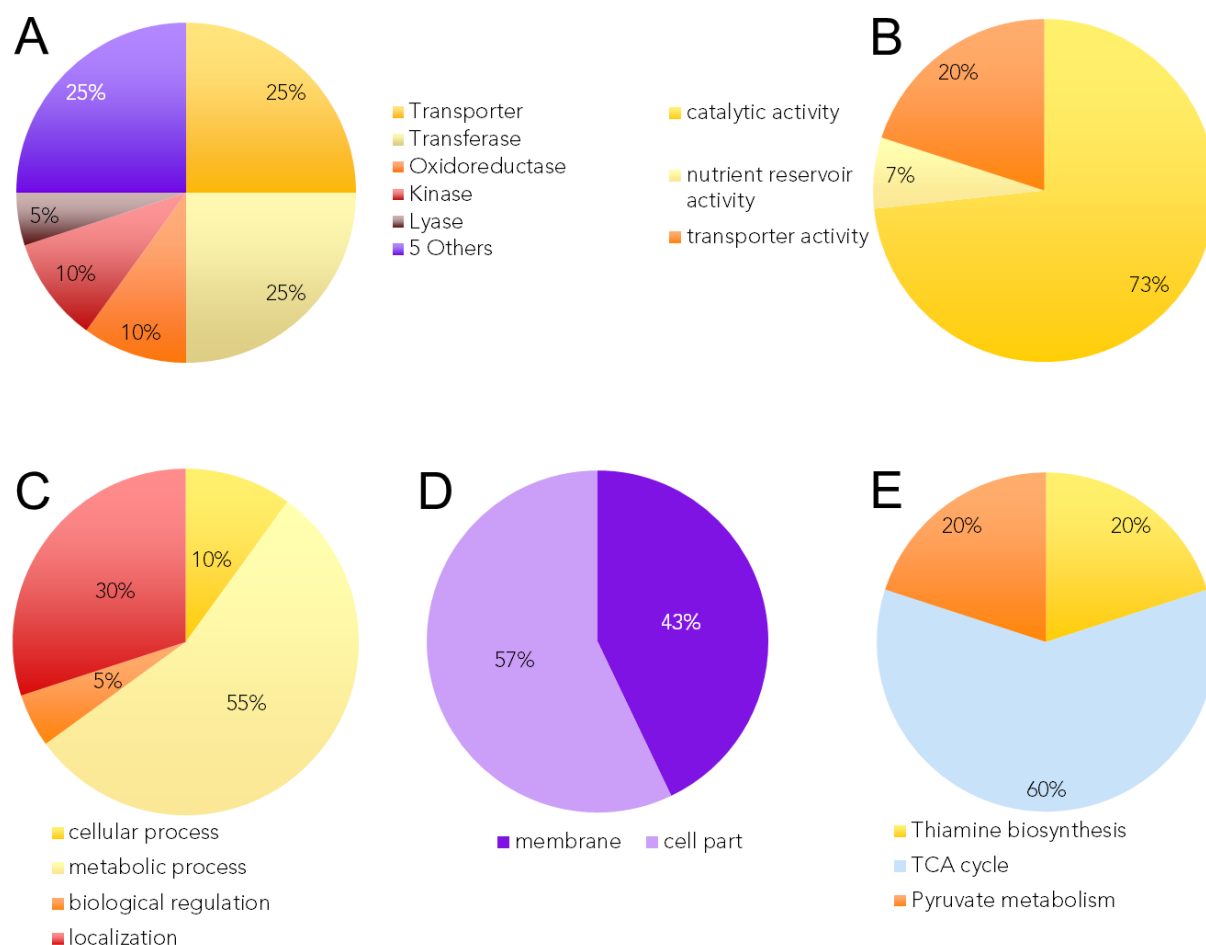 A
25%
25%
5%
10%
10%
25%
Transporter
Transferase
Oxidoreductase
Kinase
Lyase
5 Others
B
20%
7%
73%
catalytic activity
nutrient reservoir
activity
transporter activity
C
10%
30%
5%
55%
cellular process
metabolic process
biological regulation
localization
D
43%
57%
membrane
cell part
E
20%
20%
60%
Thiamine biosynthesis
TCA cycle
Pyruvate metabolism